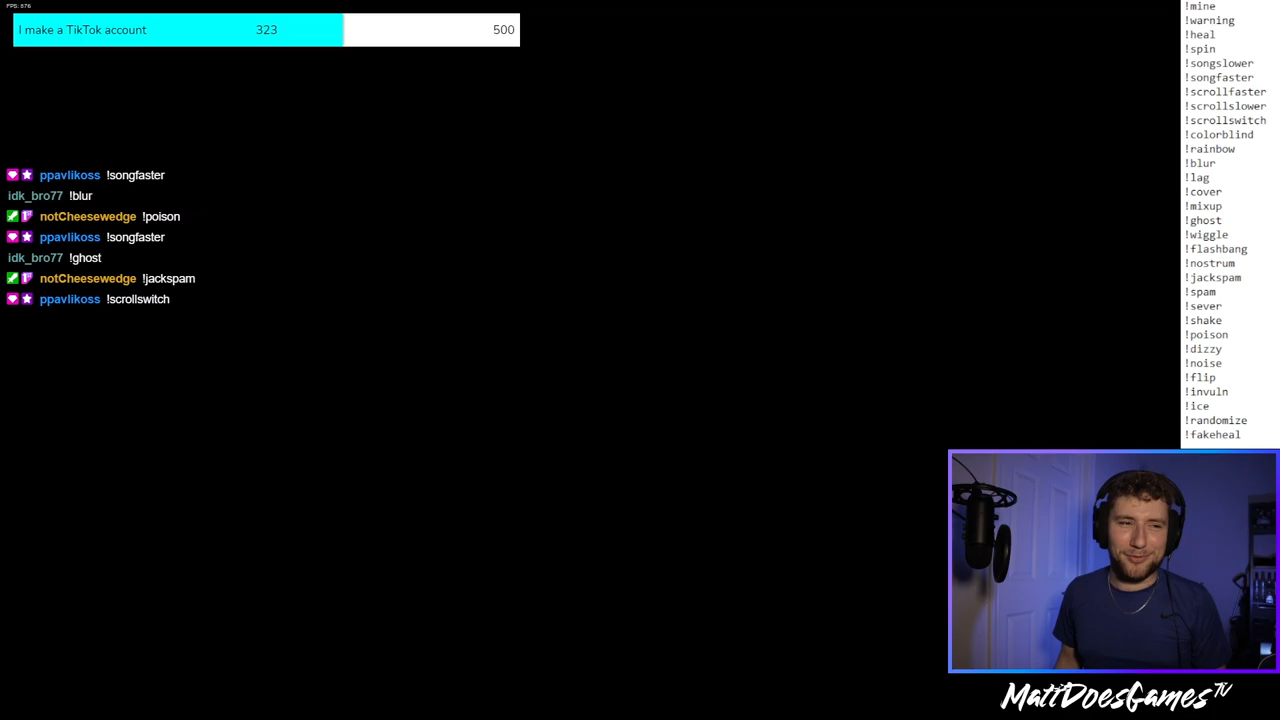 FPS: 876
I make a TikTok account 323 500
ppavlikoss !songfaster
idk_bro77 !blur
notCheesewedge !poison
ppavlikoss !songfaster
idk_bro77 !ghost
notCheesewedge !jackspam
ppavlikoss !scrollswitch
!mine
!warning
!heal
!spin
!songslower
!songfaster
!scrollfaster
!scrollslower
!scrollswitch
!colorblind
!rainbow
!blur
!lag
!cover
!mixup
!ghost
!wiggle
!flashbang
!nostrum
!jackspam
!spam
!sever
!shake
!poison
!dizzy
!noise
!flip
!invuln
!ice
!randomize
!fakeheal
MattDoesGames TV